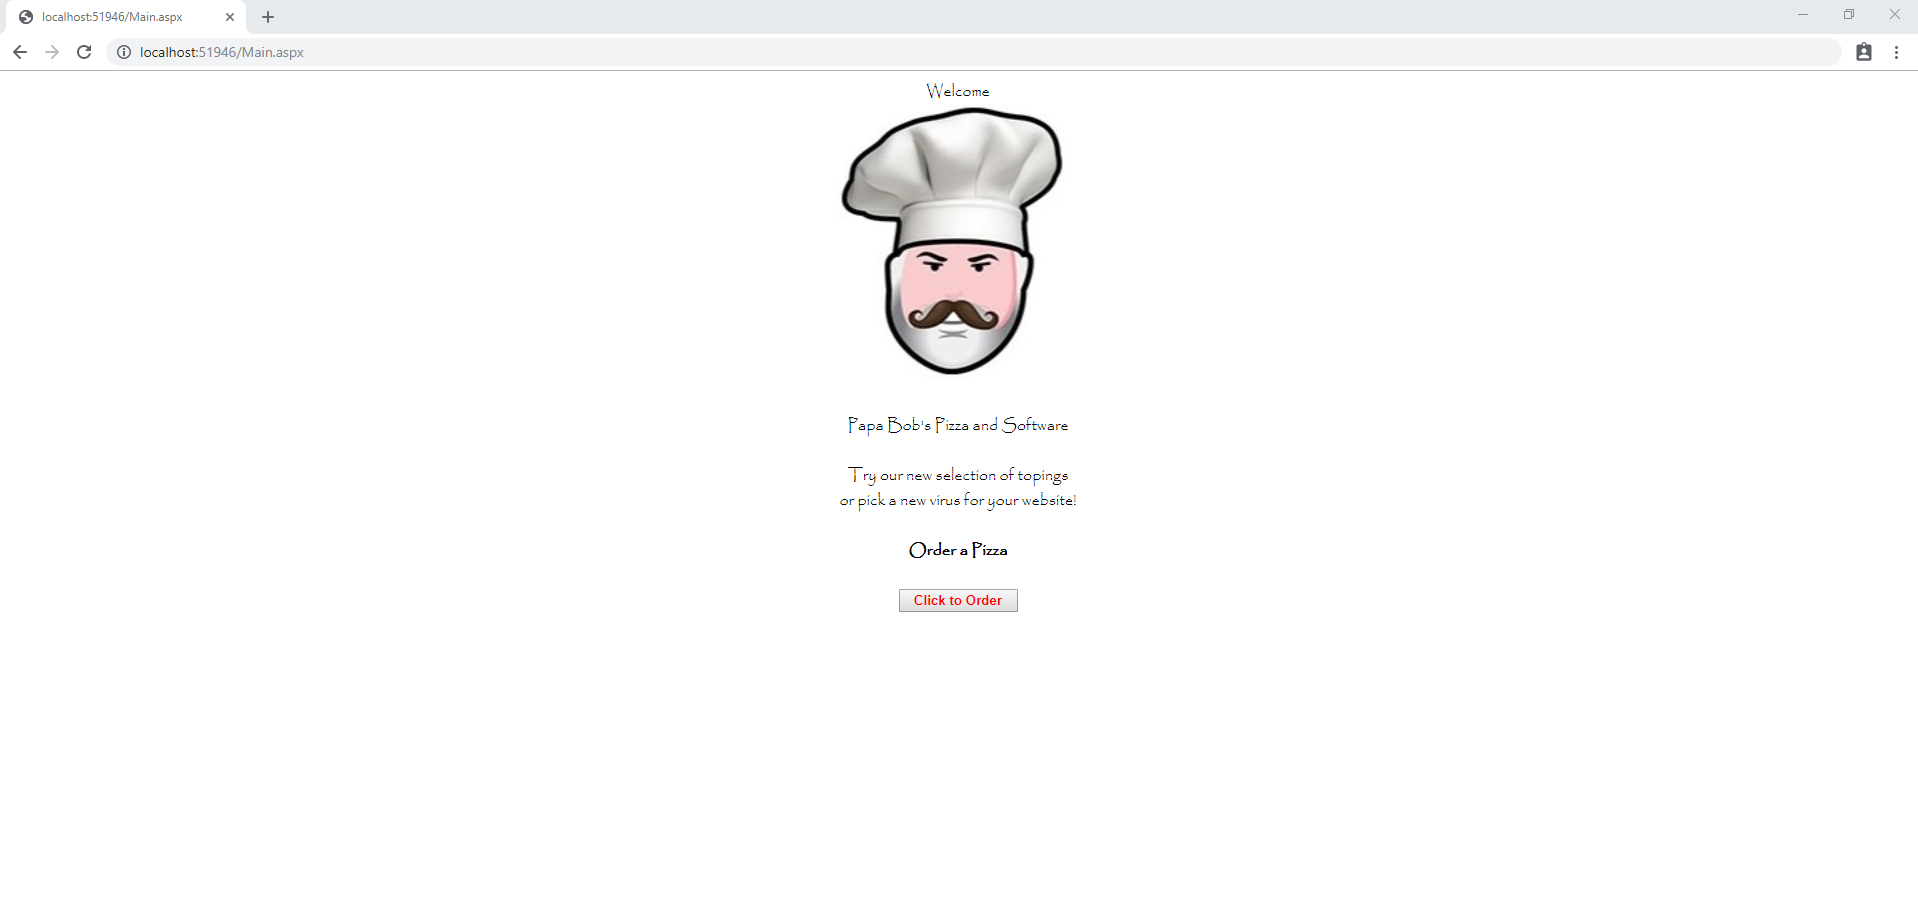 localhost:51946/Main.aspx
localhost:51946/Main.aspx
Welcome
Papa Bob's Pizza and Software
Try our new selection of topings
or pick a new virus for your website!
Order a Pizza
Click to Order